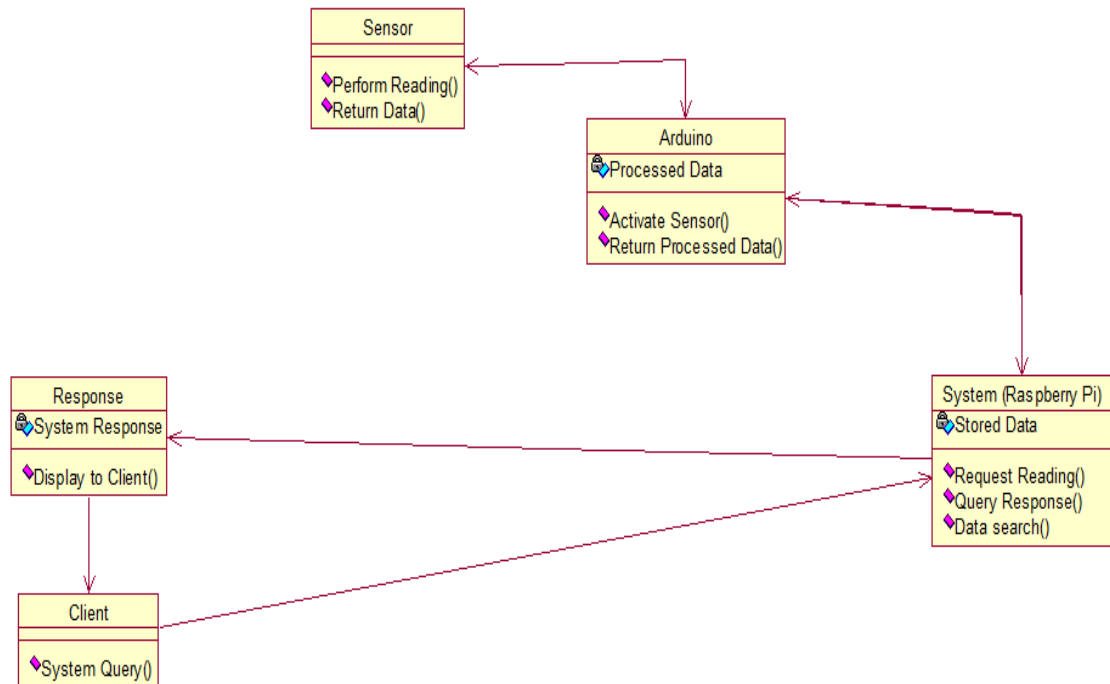 Sensor
Perform Reading()
Return Data()
Arduino
Processed Data
Activate Sensor()
Return Processed Data()
Response
System Response
Display to Client()
System (Raspberry Pi)
Stored Data
Request Reading()
Query Response()
Data search()
Client
System Query()